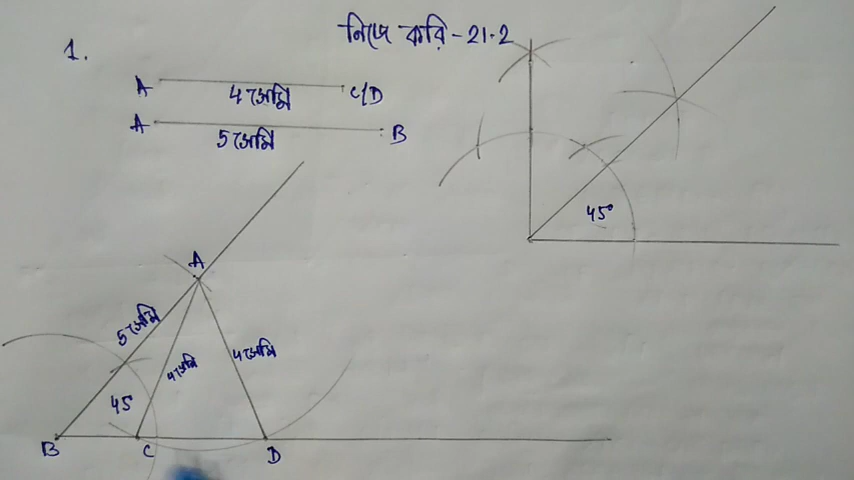 নিজে করি - 21.2
1.
A 4 সেমি C/D
A 5 সেমি B
45°
A
5 সেমি
4 সেমি
4 সেমি
45
B C D